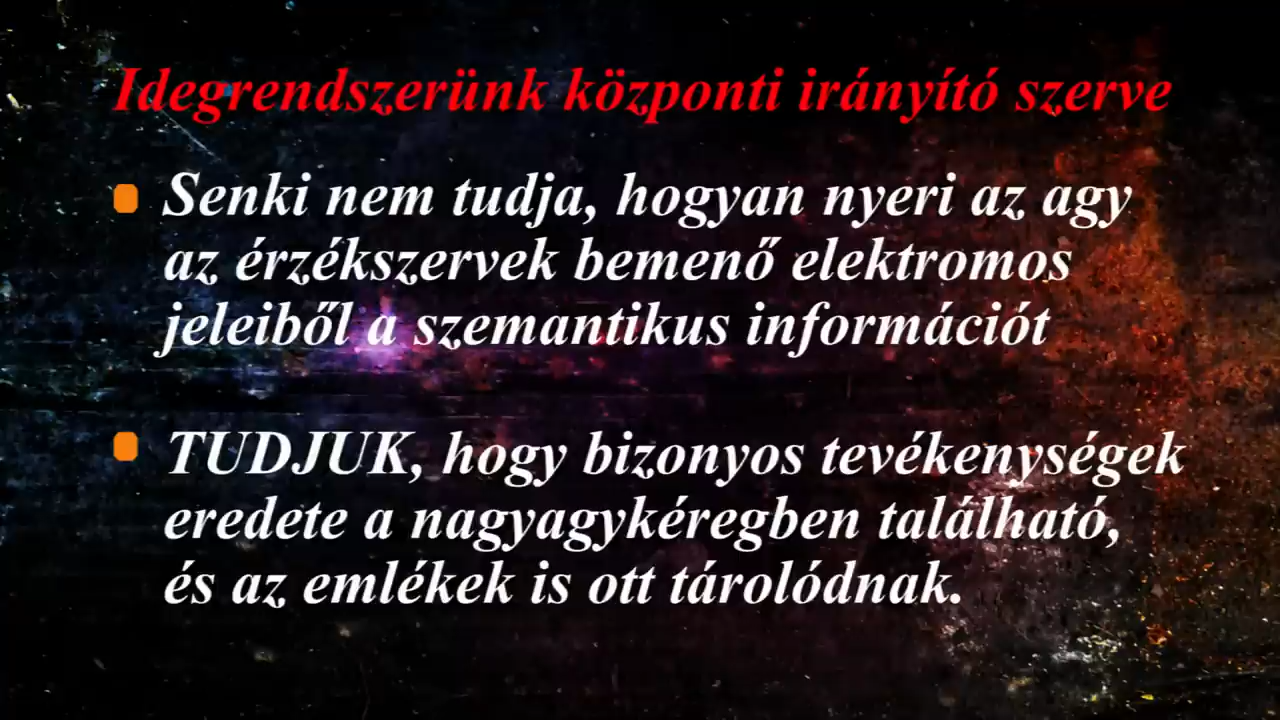 Idegrendszerünk központi irányító szerve
Senki nem tudja, hogyan nyeri az agy
az érzékszervek bemenő elektromos
jeleiből a szemantikus információt
TUDJUK, hogy bizonyos tevékenységek
eredete a nagyagykéregben található,
és az emlékek is ott tárolódnak.